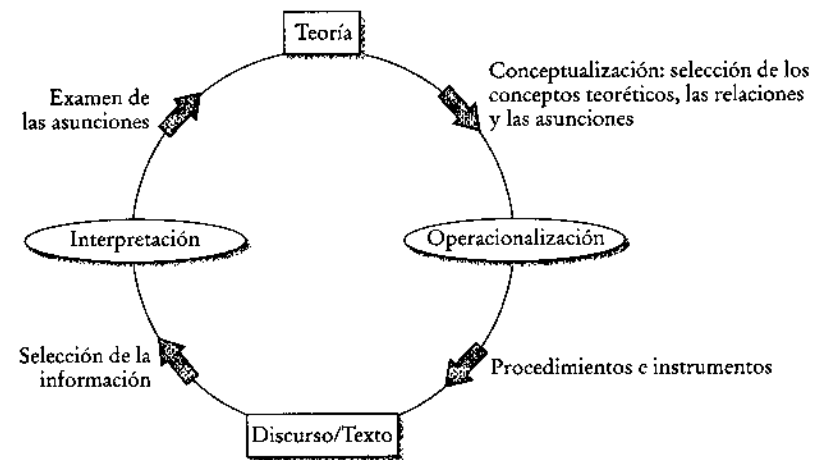 Teoría
Conceptualización: selección de los
conceptos teoréticos, las relaciones
y las asunciones
Examen de
las asunciones
Interpretación
Operacionalización
Selección de la
información
Procedimientos e instrumentos
Discurso/Texto